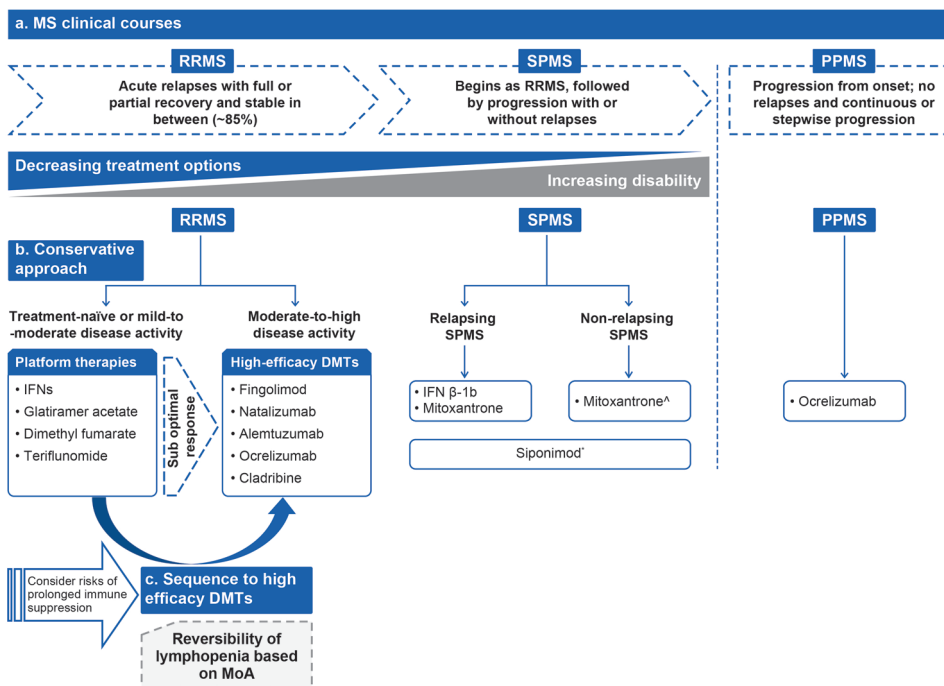 a. MS clinical courses
RRMS
Acute relapses with full or
partial recovery and stable in
between (~85%)
SPMS
Begins as RRMS, followed
by progression with or
without relapses
PPMS
Progression from onset; no
relapses and continuous or
stepwise progression
Decreasing treatment options
Increasing disability
RRMS
SPMS
PPMS
b. Conservative
approach
Treatment-naïve or mild-to
-moderate disease activity
Moderate-to-high
disease activity
Relapsing
SPMS
Non-relapsing
SPMS
Platform therapies
• IFNs
• Glatiramer acetate
• Dimethyl fumarate
• Teriflunomide
Sub optimal
response
High-efficacy DMTs
• Fingolimod
• Natalizumab
• Alemtuzumab
• Ocrelizumab
• Cladribine
• IFN β-1b
• Mitoxantrone
• Mitoxantrone^
• Ocrelizumab
Siponimod*
Consider risks of
prolonged immune
suppression
c. Sequence to high
efficacy DMTs
Reversibility of
lymphopenia based
on MoA